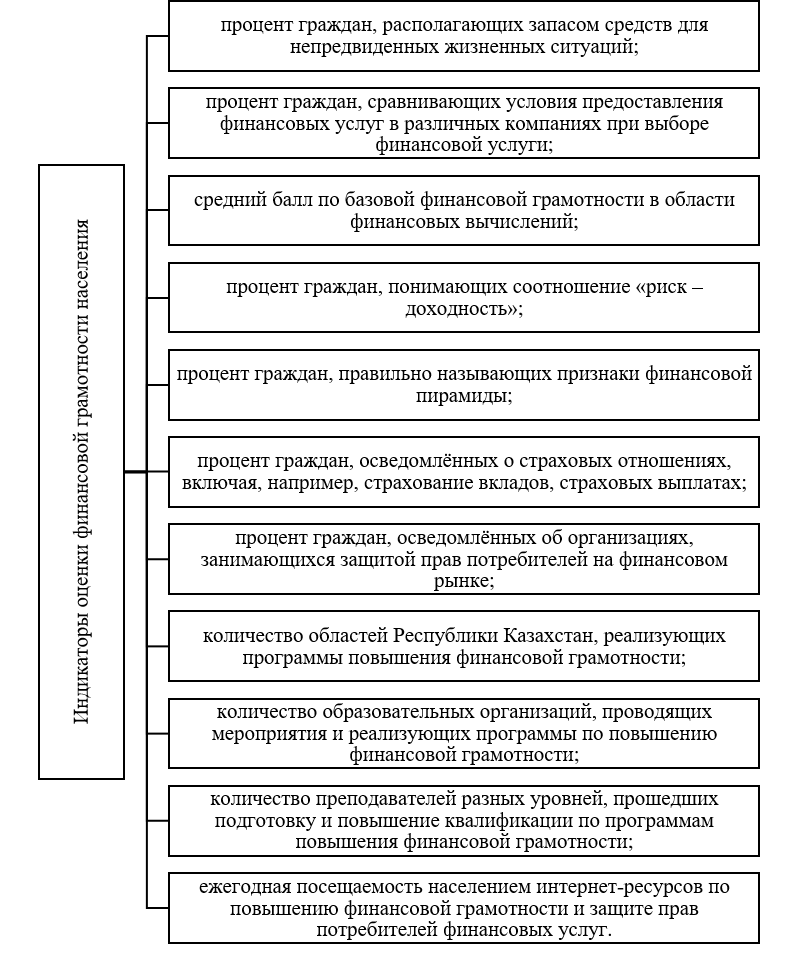 Индикаторы оценки финансовой грамотности населения
процент граждан, располагающих запасом средств для
непредвиденных жизненных ситуаций;
процент граждан, сравнивающих условия предоставления
финансовых услуг в различных компаниях при выборе
финансовой услуги;
средний балл по базовой финансовой грамотности в области
финансовых вычислений;
процент граждан, понимающих соотношение «риск –
доходность»;
процент граждан, правильно называющих признаки финансовой
пирамиды;
процент граждан, осведомлённых о страховых отношениях,
включая, например, страхование вкладов, страховых выплатах;
процент граждан, осведомлённых об организациях,
занимающихся защитой прав потребителей на финансовом
рынке;
количество областей Республики Казахстан, реализующих
программы повышения финансовой грамотности;
количество образовательных организаций, проводящих
мероприятия и реализующих программы по повышению
финансовой грамотности;
количество преподавателей разных уровней, прошедших
подготовку и повышение квалификации по программам
повышения финансовой грамотности;
ежегодная посещаемость населением интернет-ресурсов по
повышению финансовой грамотности и защите прав
потребителей финансовых услуг.